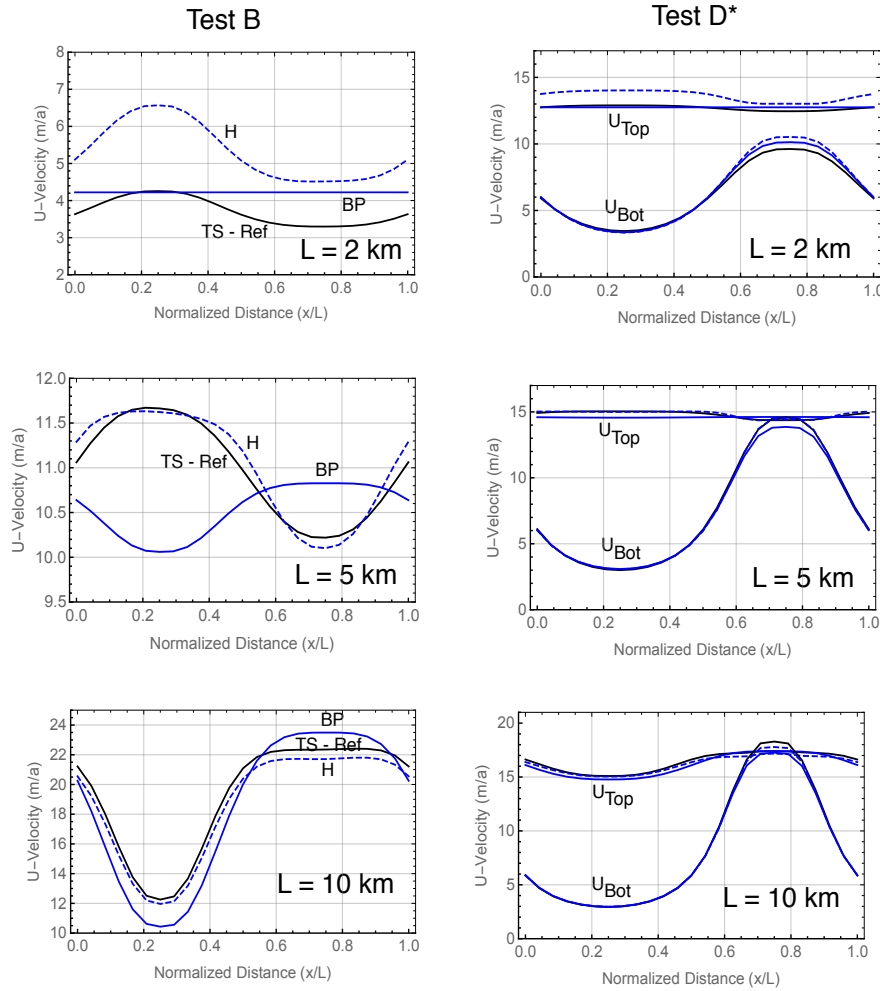 Test B
Test D*
U-Velocity (m/a)
8
7
6
5
4
3
2
H
BP
TS - Ref
L = 2 km
0.0 0.2 0.4 0.6 0.8 1.0
Normalized Distance (x/L)
U-Velocity (m/a)
15
10
5
0
UTop
UBot
L = 2 km
0.0 0.2 0.4 0.6 0.8 1.0
Normalized Distance (x/L)
U-Velocity (m/a)
12.0
11.5
11.0
10.5
10.0
9.5
H
TS - Ref
BP
L = 5 km
0.0 0.2 0.4 0.6 0.8 1.0
Normalized Distance (x/L)
U-Velocity (m/a)
15
10
5
0
UTop
UBot
L = 5 km
0.0 0.2 0.4 0.6 0.8 1.0
Normalized Distance (x/L)
U-Velocity (m/a)
24
22
20
18
16
14
12
10
BP
TS - Ref
H
L = 10 km
0.0 0.2 0.4 0.6 0.8 1.0
Normalized Distance (x/L)
U-Velocity (m/a)
20
15
10
5
0
UTop
UBot
L = 10 km
0.0 0.2 0.4 0.6 0.8 1.0
Normalized Distance (x/L)